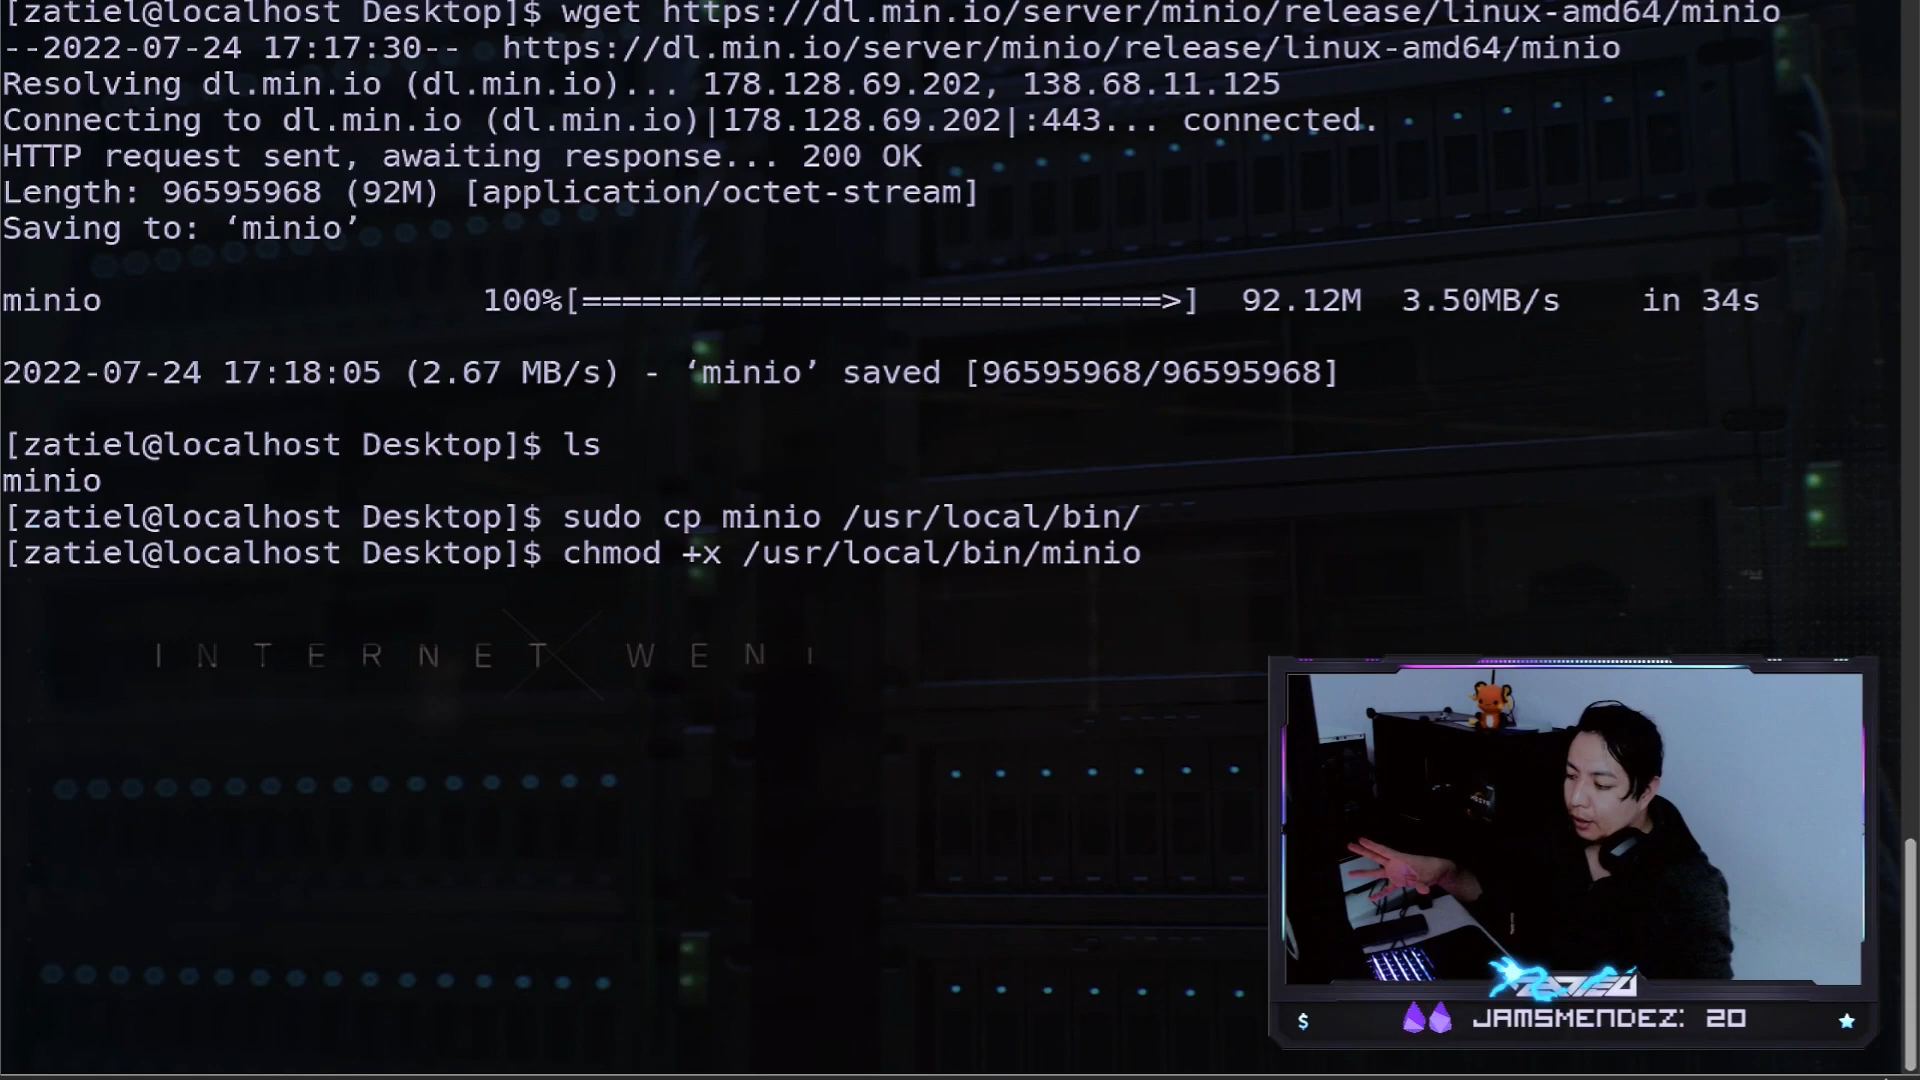 [zatiel@localhost Desktop]$ wget https://dl.min.io/server/minio/release/linux-amd64/minio
--2022-07-24 17:17:30--  https://dl.min.io/server/minio/release/linux-amd64/minio
Resolving dl.min.io (dl.min.io)... 178.128.69.202, 138.68.11.125
Connecting to dl.min.io (dl.min.io)|178.128.69.202|:443... connected.
HTTP request sent, awaiting response... 200 OK
Length: 96595968 (92M) [application/octet-stream]
Saving to: ‘minio’
minio 100%[=============================>] 92.12M 3.50MB/s in 34s
2022-07-24 17:18:05 (2.67 MB/s) - ‘minio’ saved [96595968/96595968]
[zatiel@localhost Desktop]$ ls
minio
[zatiel@localhost Desktop]$ sudo cp minio /usr/local/bin/
[zatiel@localhost Desktop]$ chmod +x /usr/local/bin/minio
INTERNET
$ JAMSMENDEZ: 20